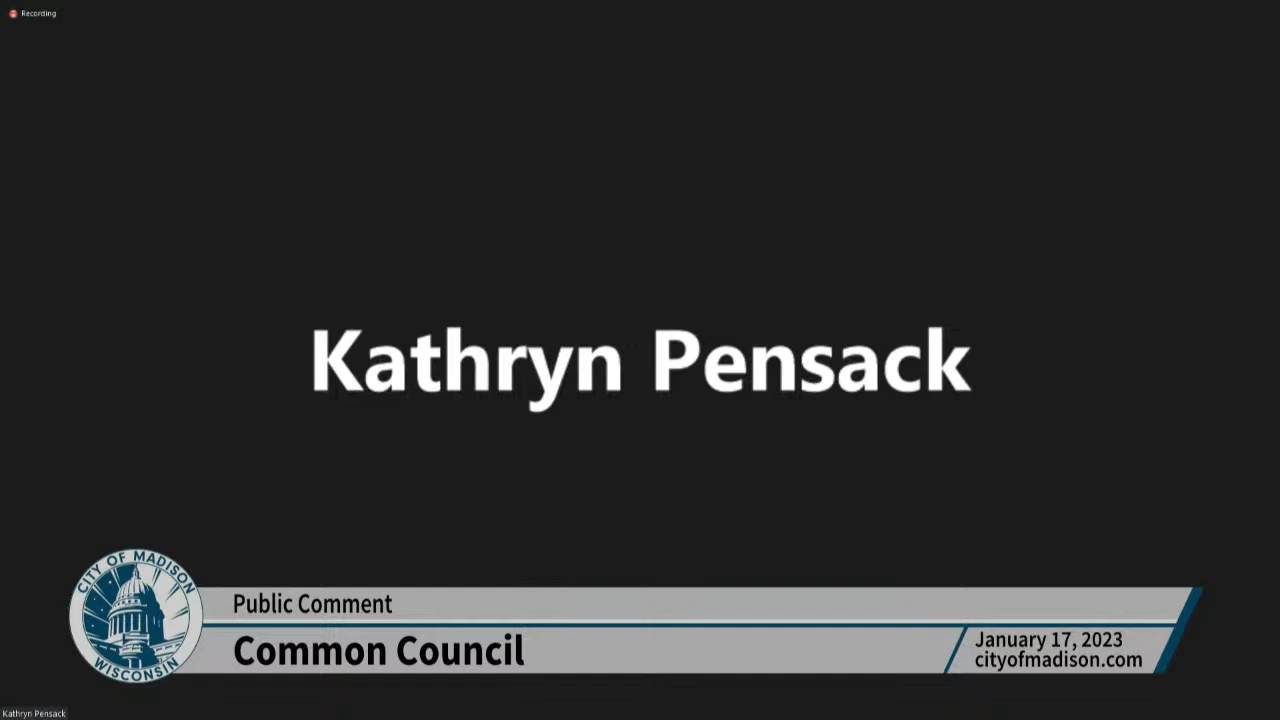 Recording
Kathryn Pensack
CITY OF MADISON
WISCONSIN
Public Comment
Common Council
January 17, 2023
cityofmadison.com
Kathryn Pensack